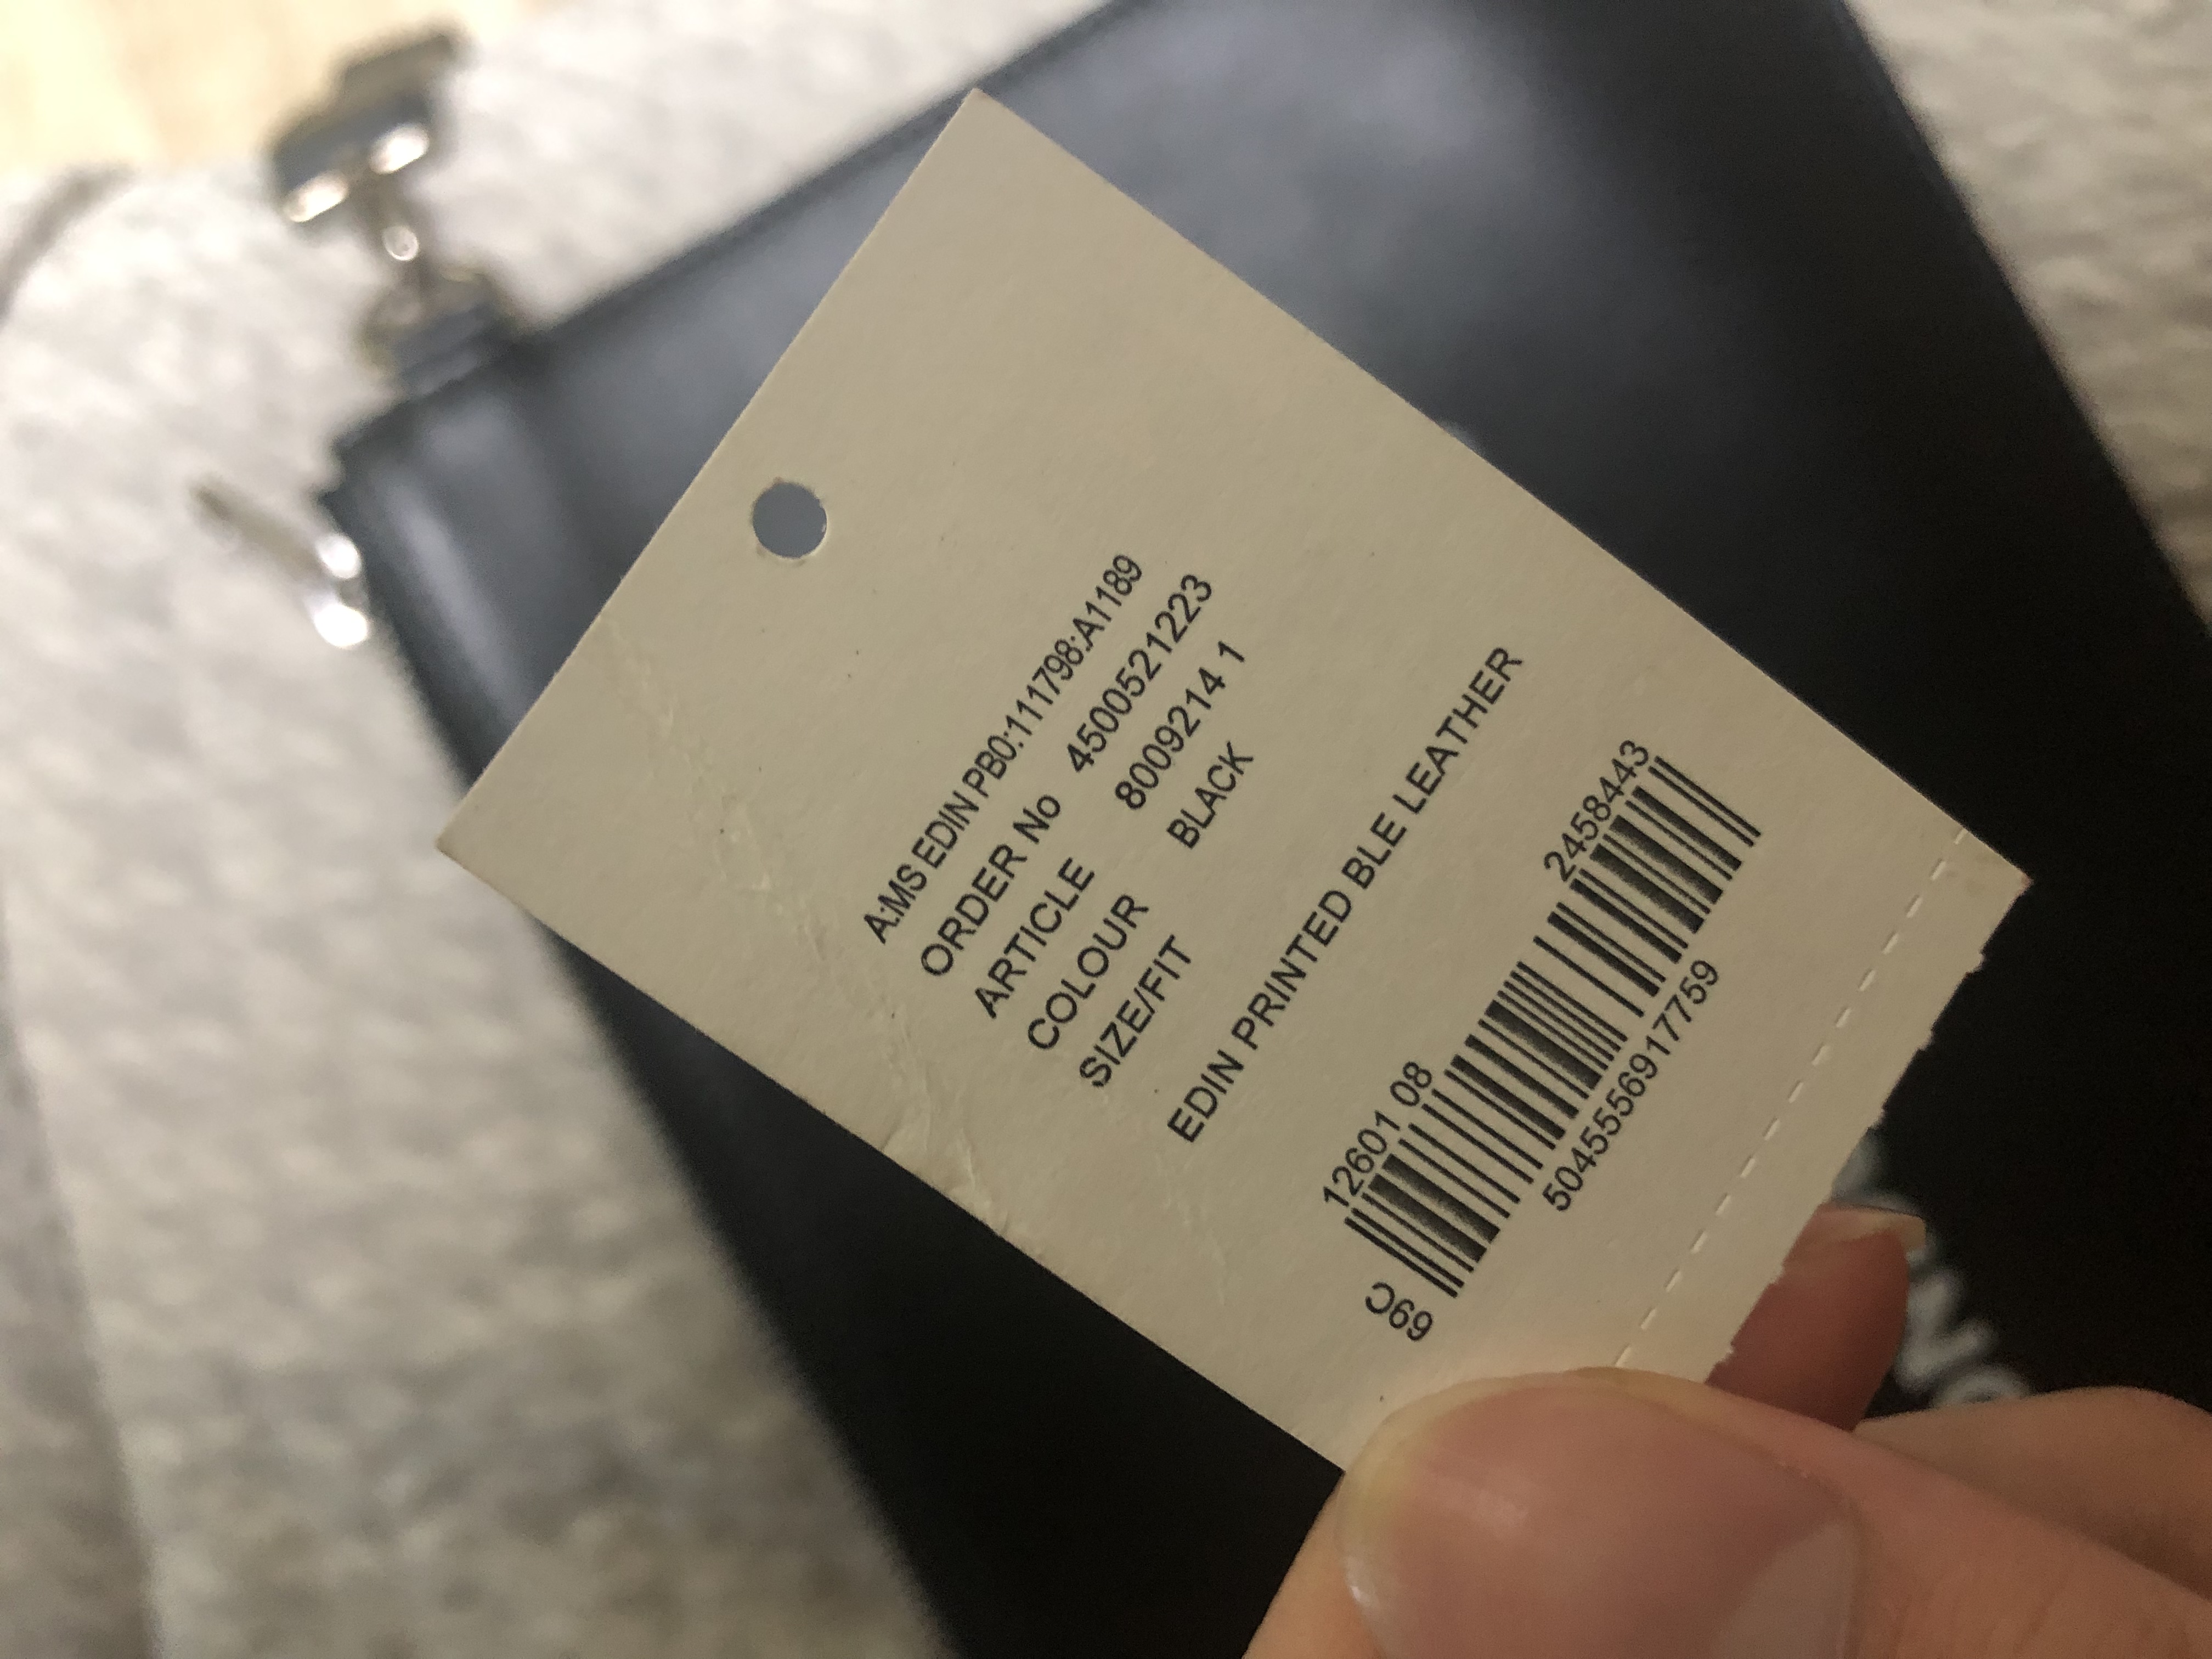 A:MS EDIN PB0:111798:A1189
ORDER No 4500521223
ARTICLE 80092214 1
COLOUR BLACK
SIZE/FIT
EDIN PRINTED BLE LEATHER
12601 08 2458443
5045556917759
69C